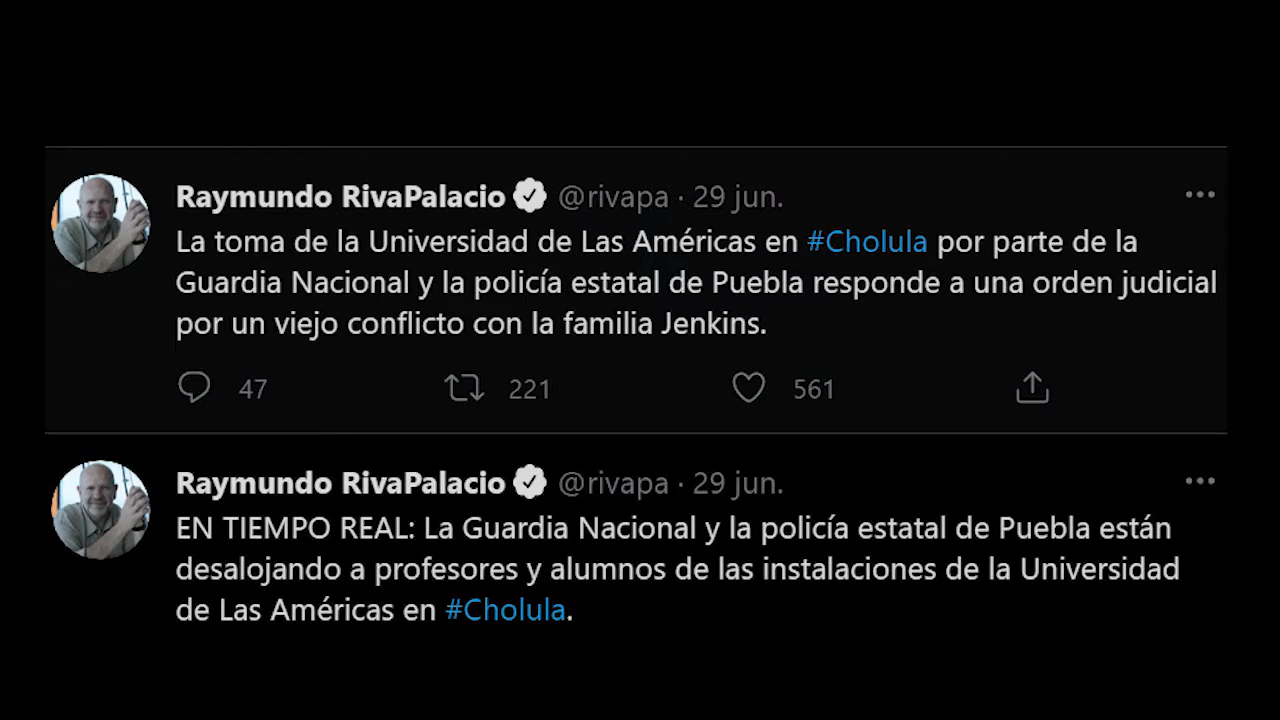 Raymundo RivaPalacio @rivapa · 29 jun.
La toma de la Universidad de Las Américas en #Cholula por parte de la
Guardia Nacional y la policía estatal de Puebla responde a una orden judicial
por un viejo conflicto con la familia Jenkins.
47 221 561
Raymundo RivaPalacio @rivapa · 29 jun.
EN TIEMPO REAL: La Guardia Nacional y la policía estatal de Puebla están
desalojando a profesores y alumnos de las instalaciones de la Universidad
de Las Américas en #Cholula.